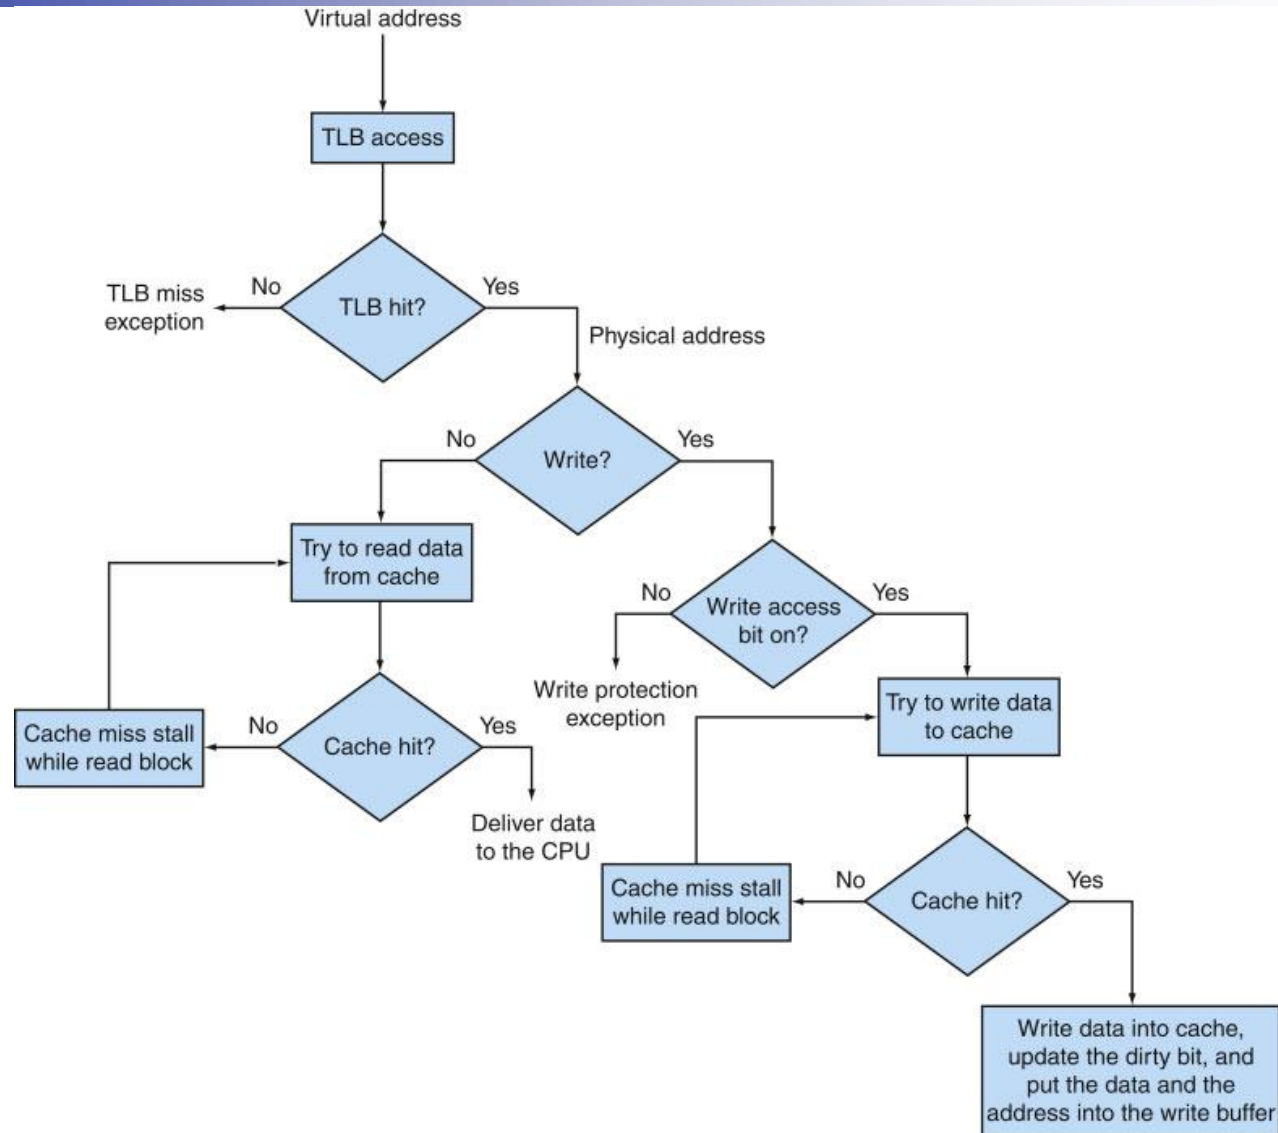 Virtual address
TLB access
No
Yes
TLB hit?
TLB miss
exception
Physical address
No
Yes
Write?
Try to read data
from cache
No
Yes
Write access
bit on?
Write protection
exception
Try to write data
to cache
No
Yes
Cache hit?
Cache miss stall
while read block
Deliver data
to the CPU
No
Yes
Cache hit?
Cache miss stall
while read block
Write data into cache,
update the dirty bit, and
put the data and the
address into the write buffer